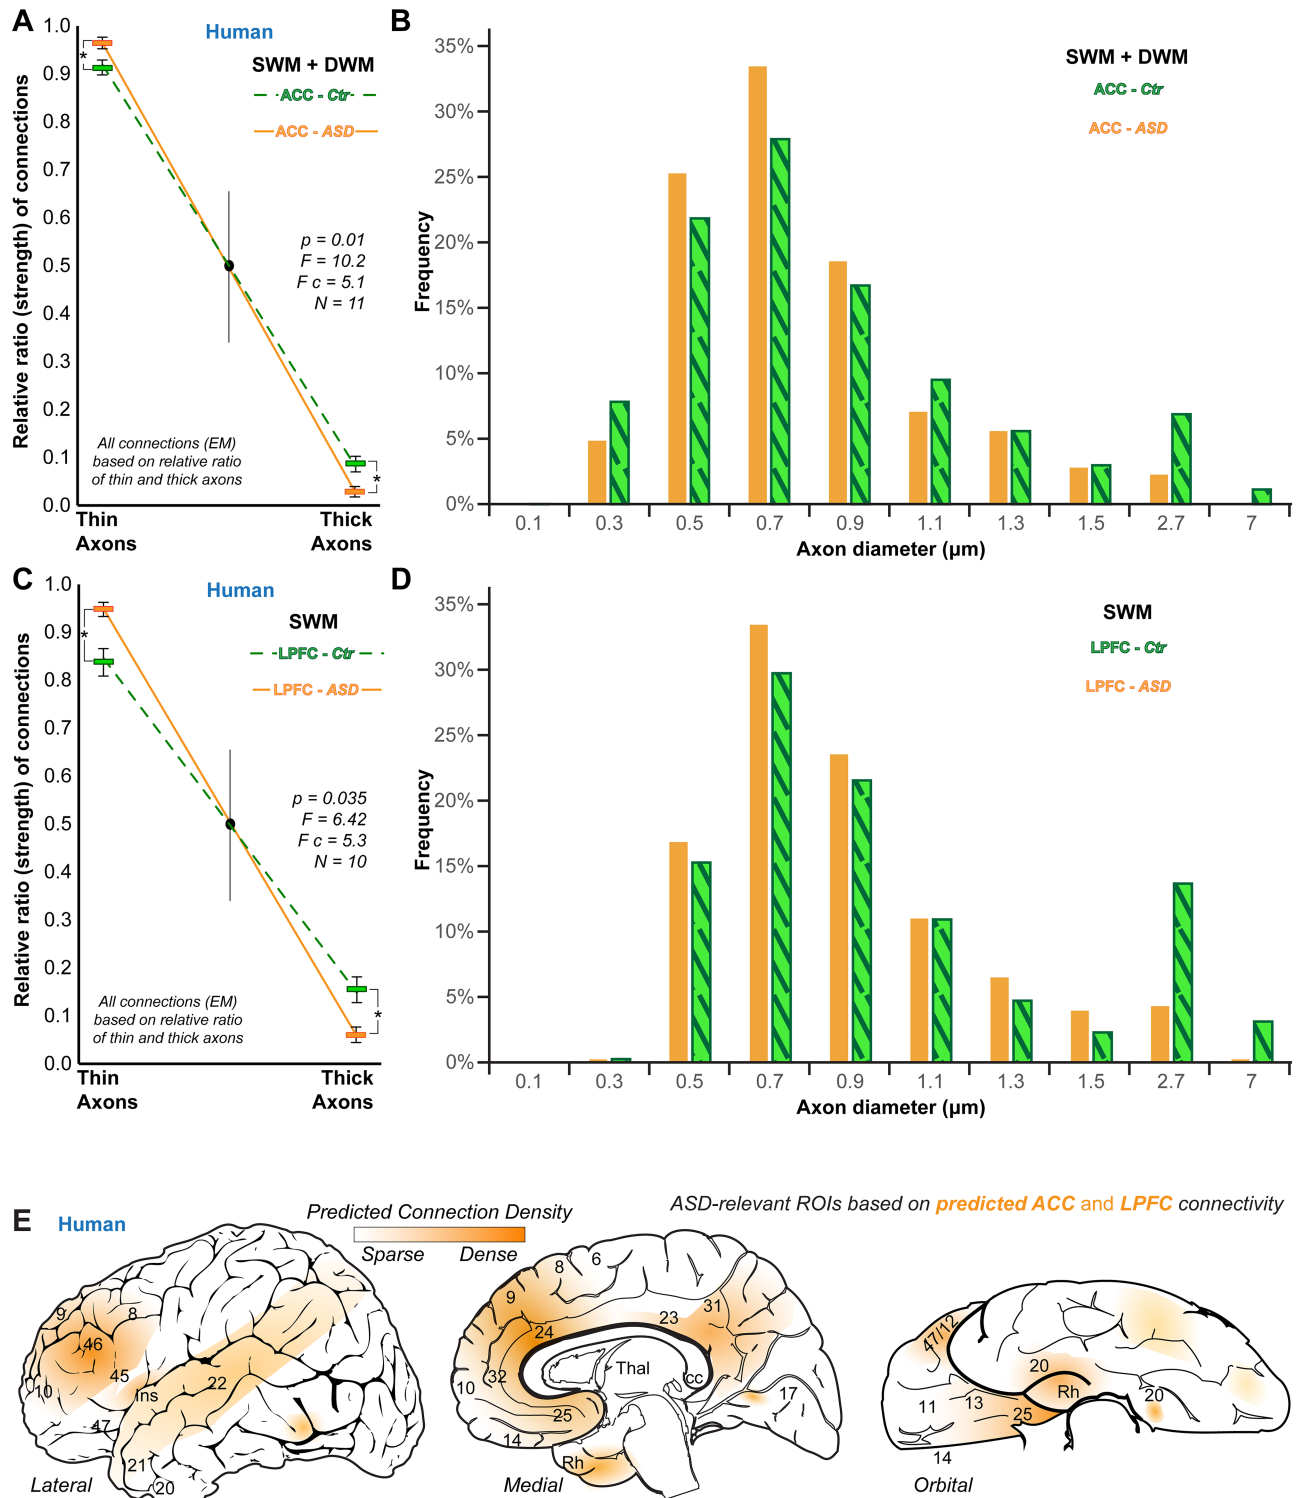 A
Human
SWM + DWM
ACC - Ctr
ACC - ASD
Relative ratio (strength) of connections
1.0
0.9
0.8
0.7
0.6
0.5
0.4
0.3
0.2
0.1
0.0
*
*
p = 0.01
F = 10.2
F c = 5.1
N = 11
All connections (EM)
based on relative ratio
of thin and thick axons
Thin
Axons
Thick
Axons
B
SWM + DWM
ACC - Ctr
ACC - ASD
Frequency
35%
30%
25%
20%
15%
10%
5%
0%
0.1 0.3 0.5 0.7 0.9 1.1 1.3 1.5 2.7 7
Axon diameter (µm)
C
Human
SWM
LPFC - Ctr
LPFC - ASD
Relative ratio (strength) of connections
1.0
0.9
0.8
0.7
0.6
0.5
0.4
0.3
0.2
0.1
0.0
*
*
p = 0.035
F = 6.42
F c = 5.3
N = 10
All connections (EM)
based on relative ratio
of thin and thick axons
Thin
Axons
Thick
Axons
D
SWM
LPFC - Ctr
LPFC - ASD
Frequency
35%
30%
25%
20%
15%
10%
5%
0%
0.1 0.3 0.5 0.7 0.9 1.1 1.3 1.5 2.7 7
Axon diameter (µm)
E
Human
Predicted Connection Density
Sparse Dense
ASD-relevant ROIs based on predicted ACC and LPFC connectivity
9
8
46
45
10
Ins
22
47
21
20
Lateral
8
6
9
24
23
31
32
10
Thal
cc
17
25
14
Rh
Medial
47/12
20
Rh
13
11
25
20
14
Orbital